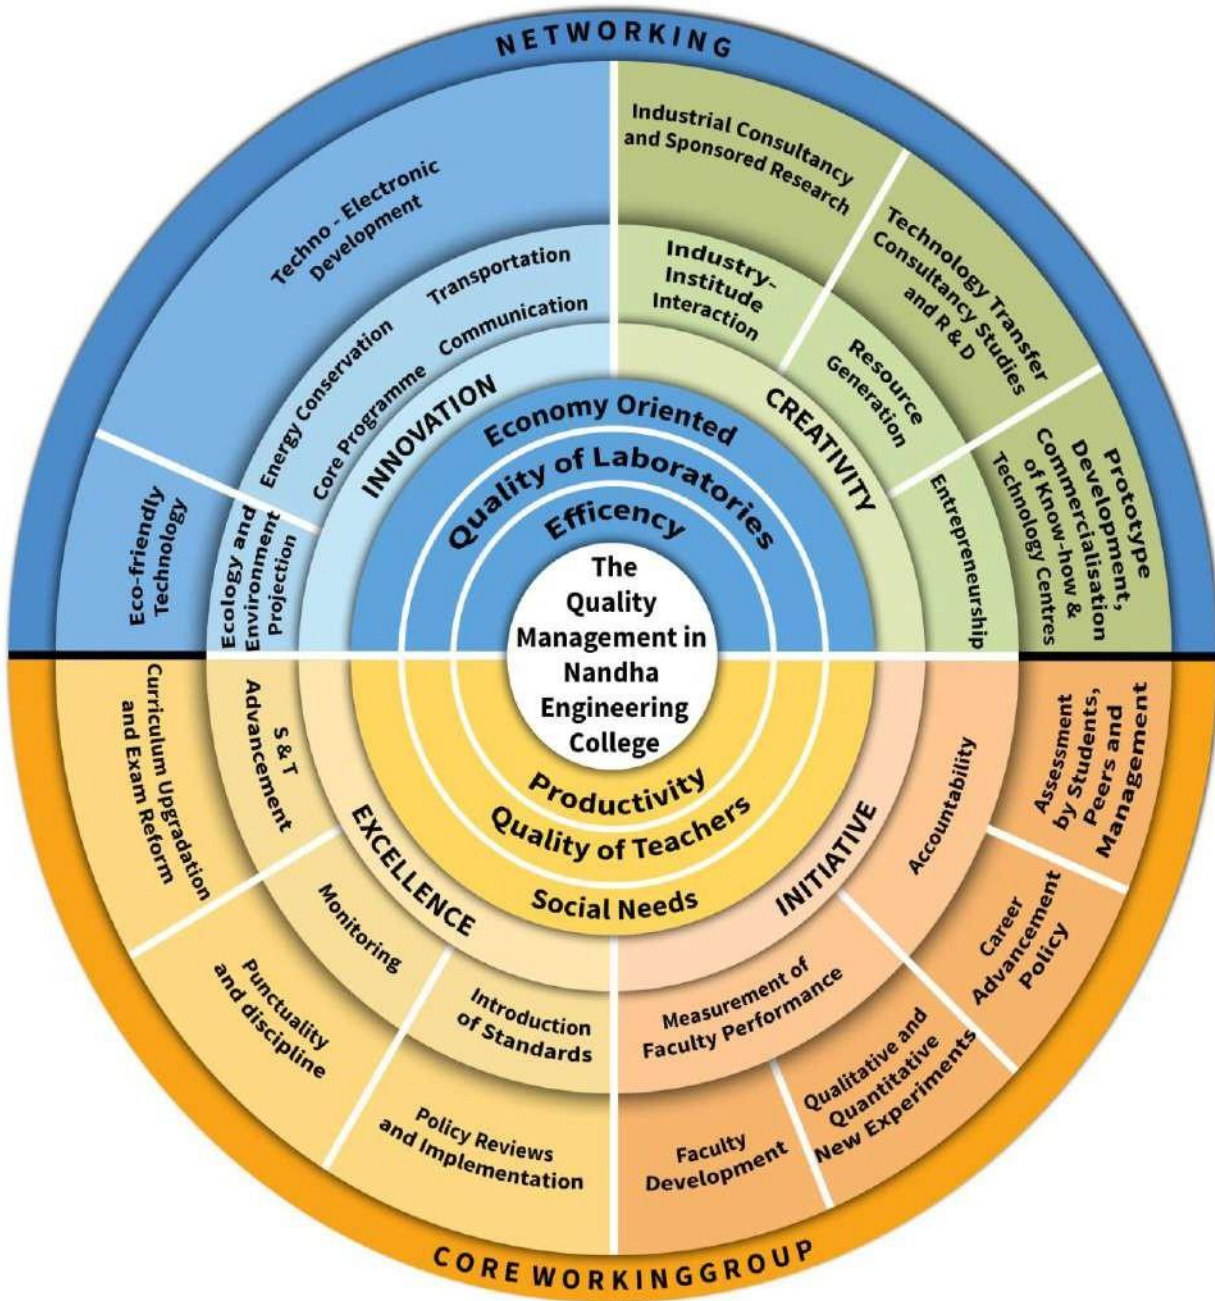 NETWORKING
Techno - Electronic
Development
Industrial Consultancy
and Sponsored Research
Technology Transfer
Consultancy Studies
and R & D
Prototype
Development,
Commercialisation
of Know-how &
Technology Centres
Eco-friendly
Technology
Transportation
Communication
Energy Conservation
Core Programme
Ecology and
Environment
Projection
Industry-
Institude
Interaction
Resource
Generation
Entrepreneurship
INNOVATION
CREATIVITY
Economy Oriented
Quality of Laboratories
Efficency
The
Quality
Management in
Nandha
Engineering
College
Productivity
Quality of Teachers
Social Needs
EXCELLENCE
INITIATIVE
S & T
Advancement
Monitoring
Introduction
of Standards
Measurement of
Faculty Performance
Accountability
Curriculum Upgradation
and Exam Reform
Punctuality
and discipline
Policy Reviews
and Implementation
Faculty
Development
Qualitative and
Quantitative
New Experiments
Career
Advancement
Policy
Assessment
by Students,
Peers and
Management
CORE WORKINGGROUP